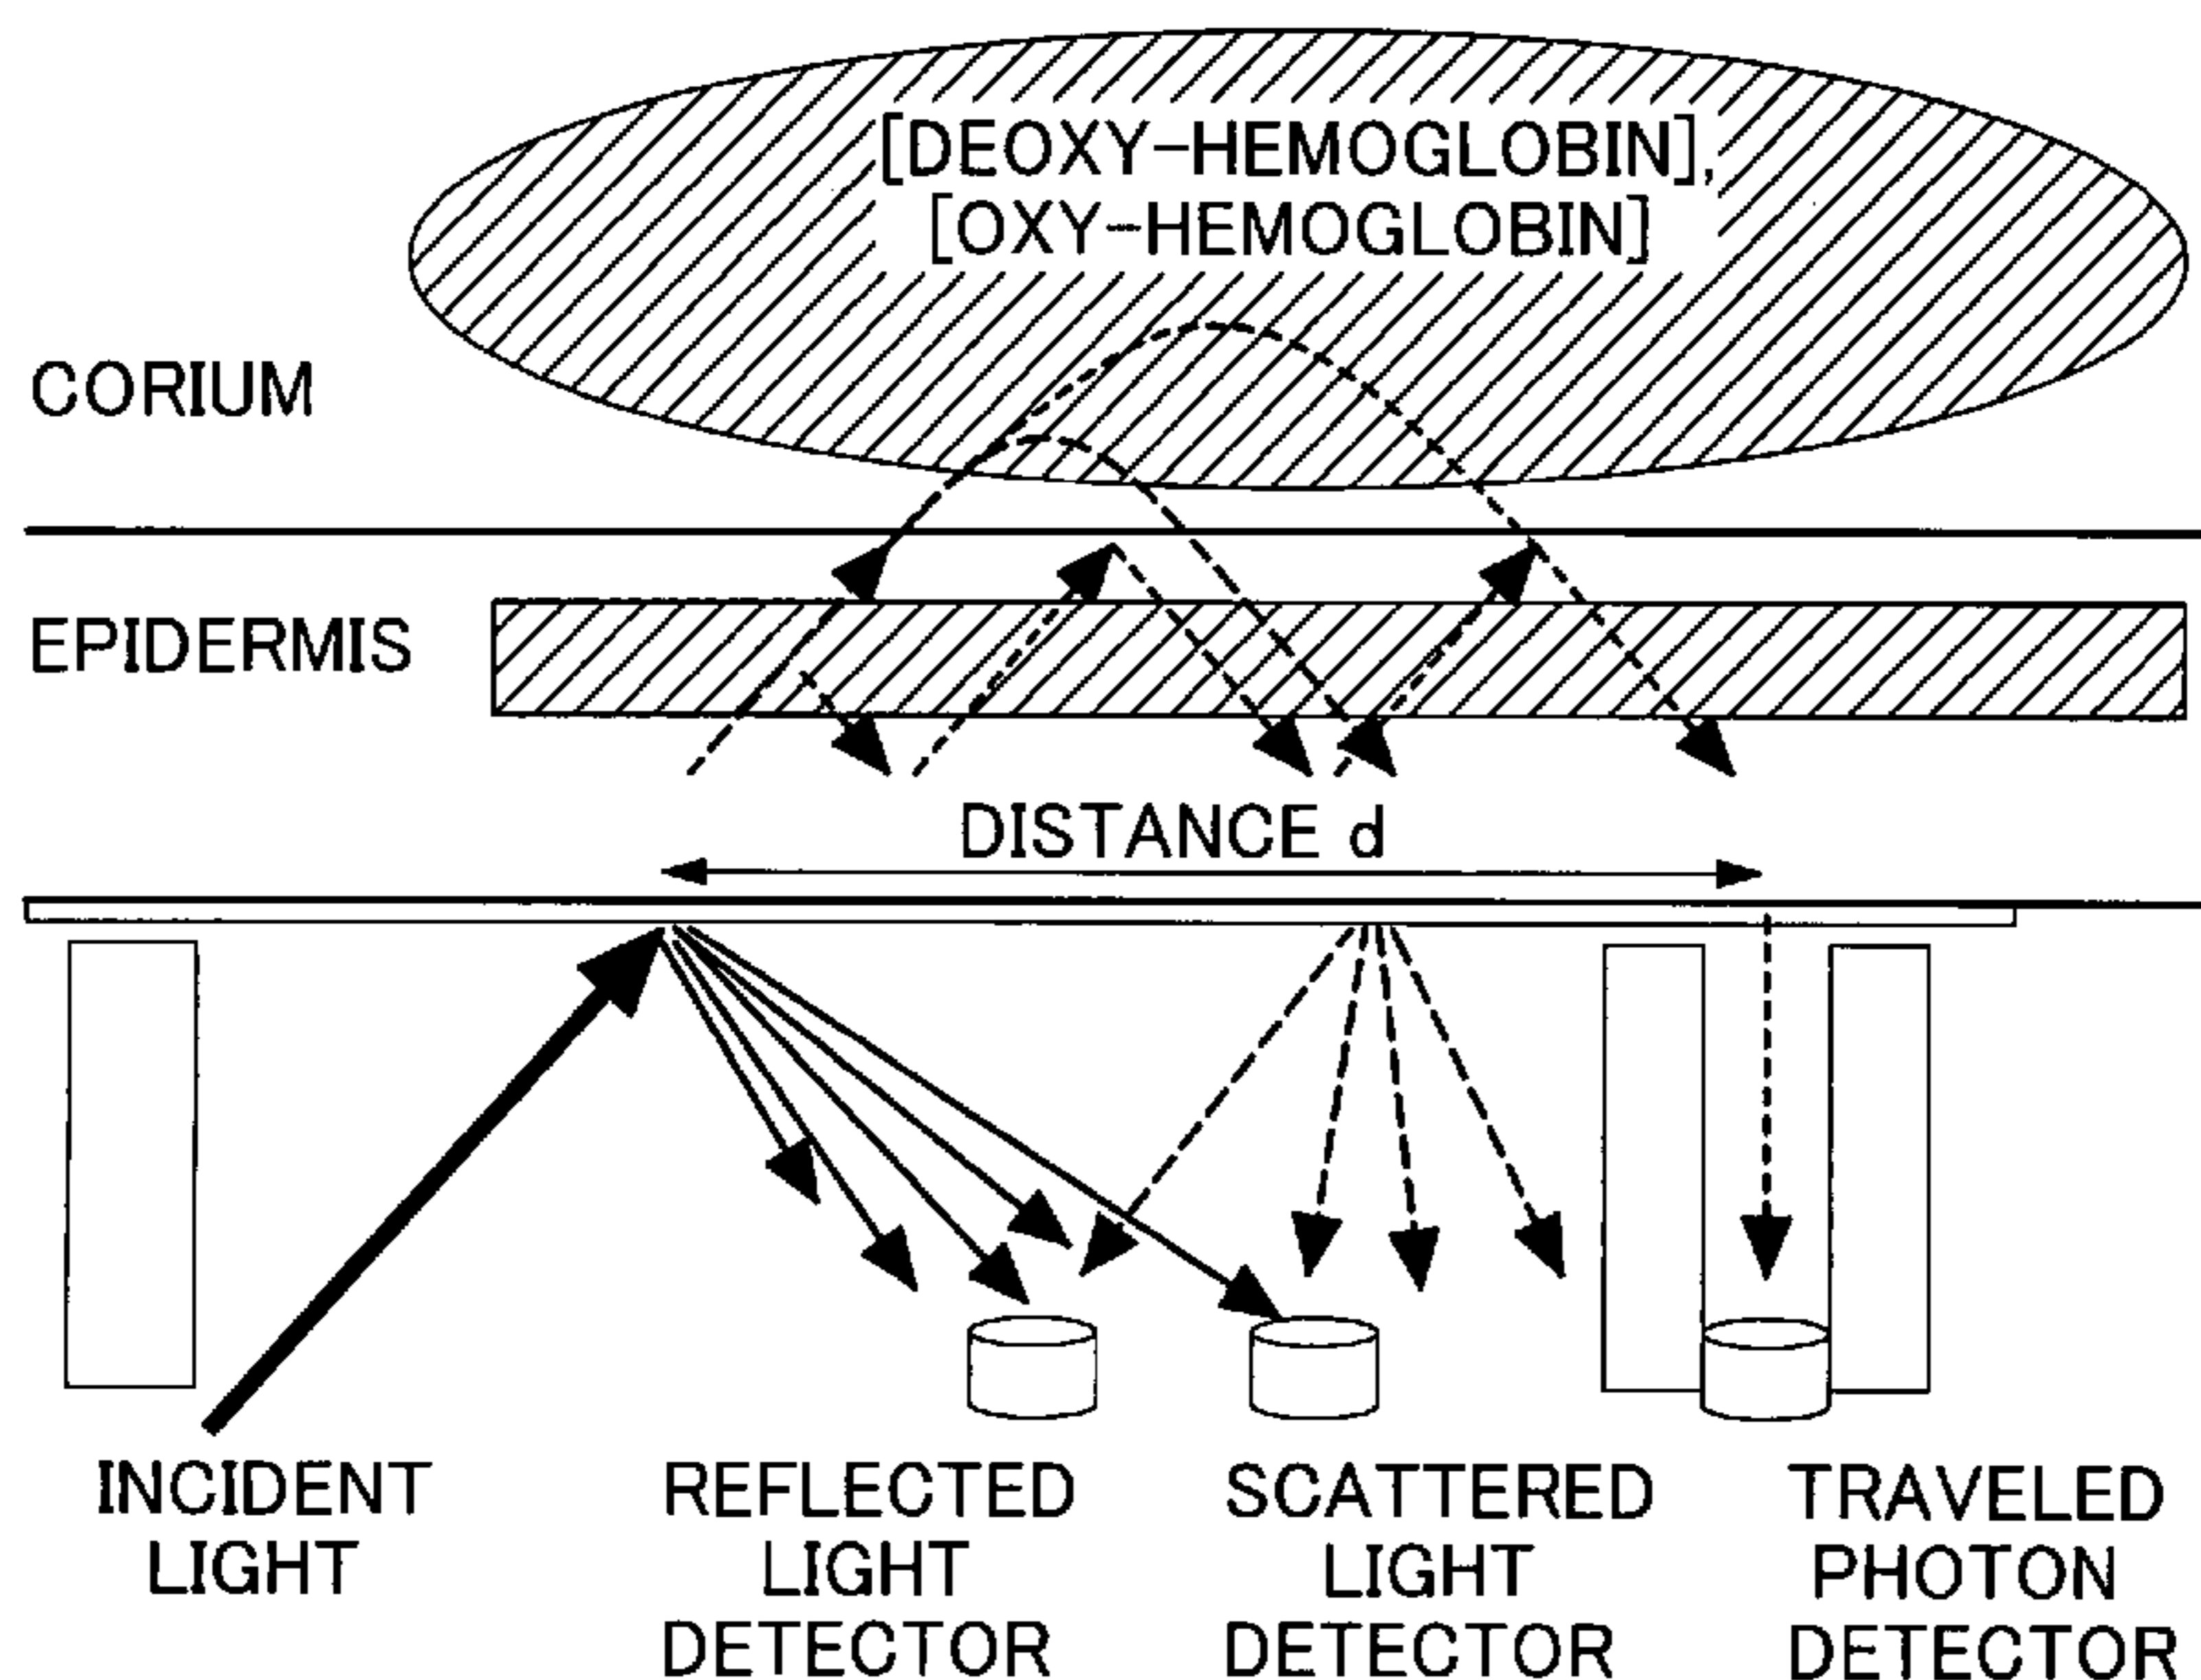 [DEOXY-HEMOGLOBIN],
[OXY-HEMOGLOBIN]
CORIUM
EPIDERMIS
DISTANCE d
INCIDENT
LIGHT
REFLECTED
LIGHT
DETECTOR
SCATTERED
LIGHT
DETECTOR
TRAVELED
PHOTON
DETECTOR